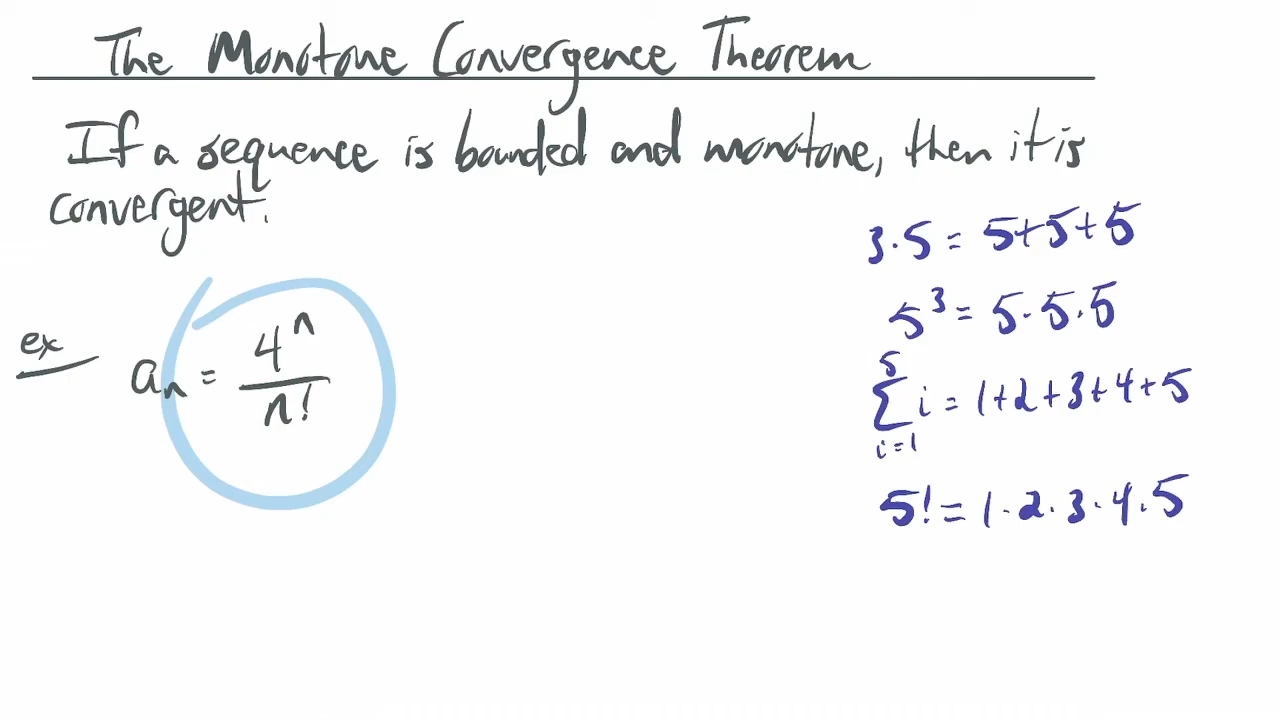 The Monotone Convergence Theorem
If a sequence is bounded and monotone, then it is
convergent.
3·5 = 5+5+5
5³ = 5·5·5
ex
aₙ = 4ⁿ/n!
∑_{i=1}^{5} i = 1+2+3+4+5
5! = 1·2·3·4·5